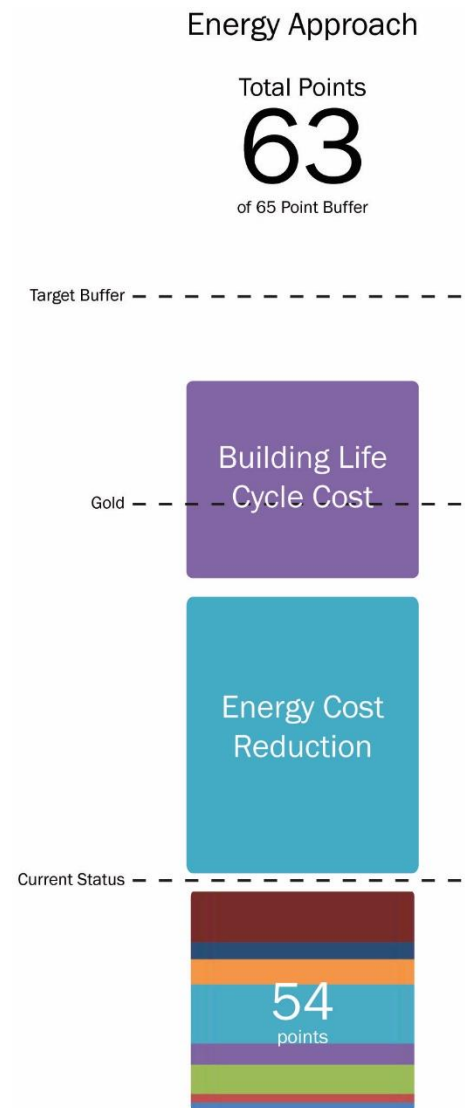 Energy Approach
Total Points
63
of 65 Point Buffer
Target Buffer
Building Life
Cycle Cost
Gold
Energy Cost
Reduction
Current Status
54
points